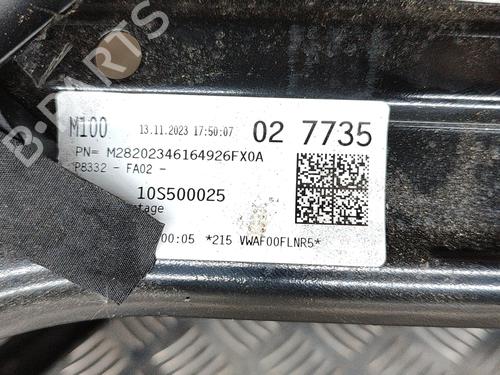 B-PARTS
M100 13.11.2023 17:50:07 02 7735
PN= M28202346164926FX0A
P8332 - FA02 -
10S500025
00:05 *215 VWAF00FLNR5*